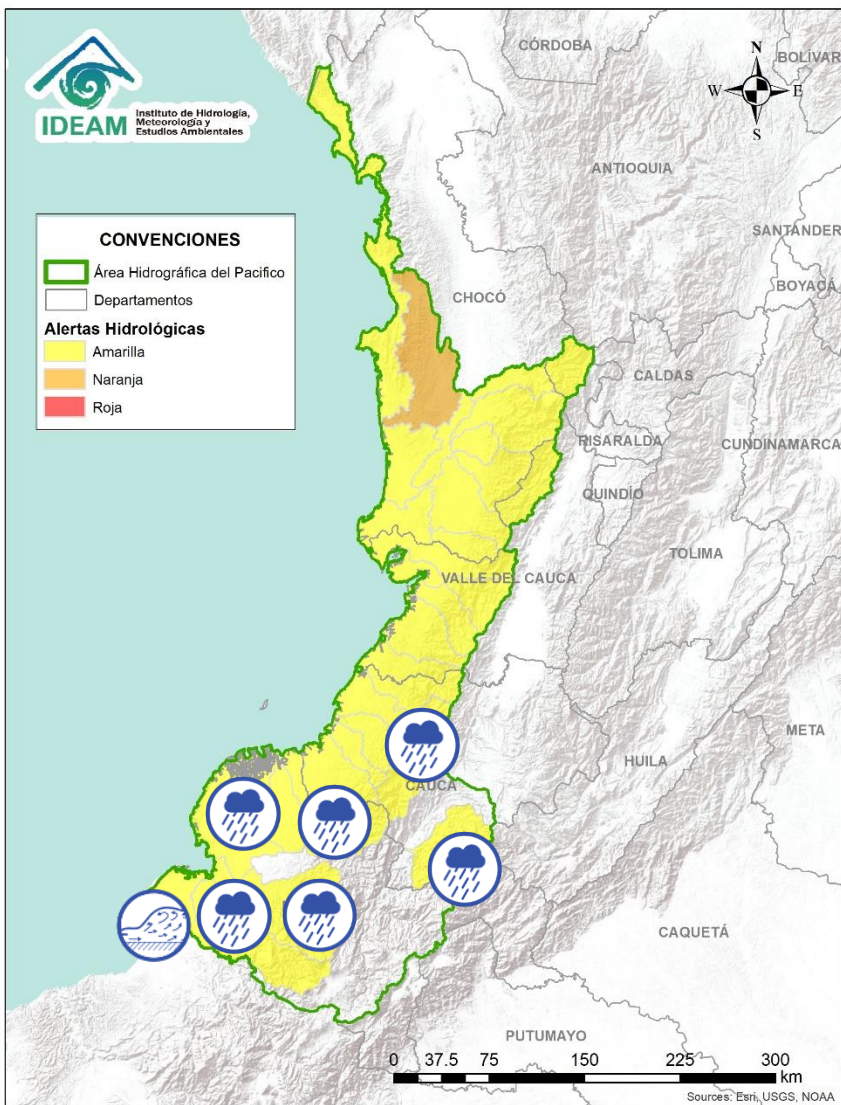 IDEAM
Instituto de Hidrología,
Meteorología y
Estudios Ambientales
CÓRDOBA
BOLÍVAR
N
W
E
S
ANTIOQUIA
SANTÁNDER
BOYACÁ
CONVENCIONES
Área Hidrográfica del Pacifico
Departamentos
Alertas Hidrológicas
Amarilla
Naranja
Roja
CHOCÓ
CALDAS
RISARALDA
CUNDINAMARCA
QUINDÍO
TOLIMA
VALLE DEL CAUCA
META
HUILA
CAUCA
CAQUETÁ
PUTUMAYO
0 37.5 75 150 225 300
km
Sources: Esri, USGS, NOAA